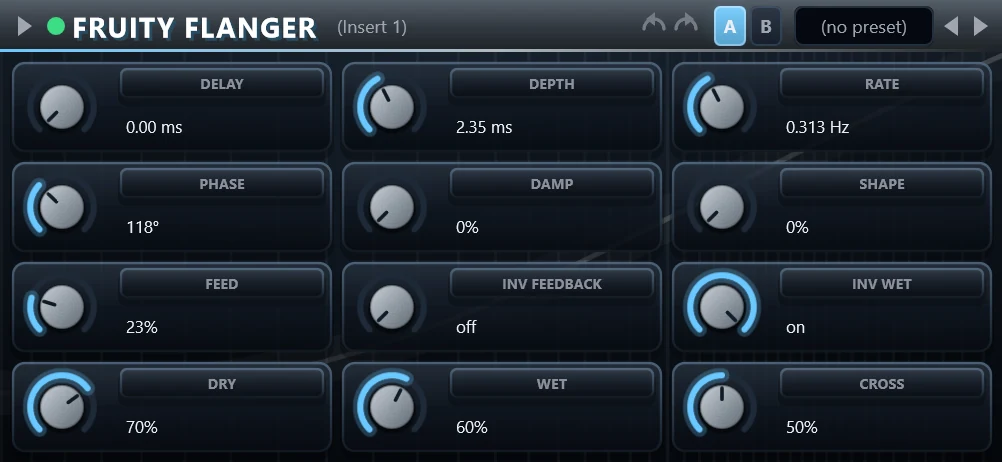 FRUITY FLANGER (Insert 1) A B (no preset)
DELAY DEPTH RATE
0.00 ms 2.35 ms 0.313 Hz
PHASE DAMP SHAPE
118° 0% 0%
FEED INV FEEDBACK INV WET
23% off on
DRY WET CROSS
70% 60% 50%